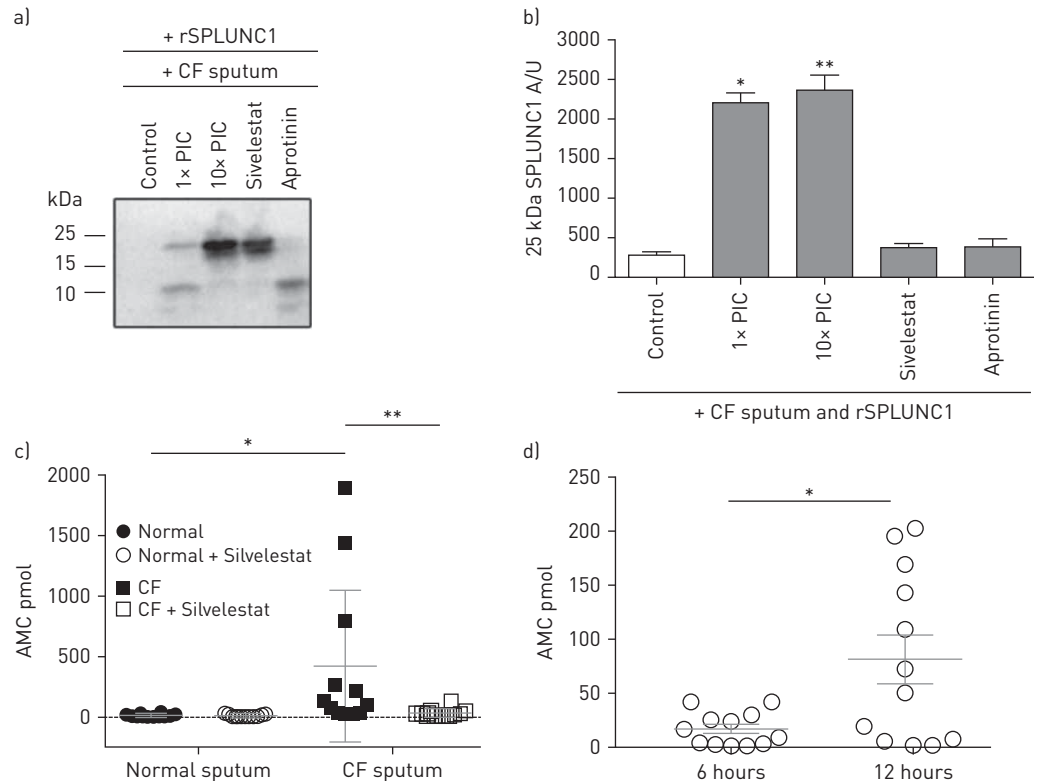 a)
+ rSPLUNC1
+ CF sputum
Control
1× PIC
10× PIC
Sivelestat
Aprotinin
kDa
25
15
10
b)
25 kDa SPLUNC1 A/U
3000
2500
2000
1500
1000
500
0
*
**
Control
1× PIC
10× PIC
Sivelestat
Aprotinin
+ CF sputum and rSPLUNC1
c)
AMC pmol
2000
1500
1000
500
0
*
**
Normal
Normal + Silvelestat
CF
CF + Silvelestat
Normal sputum
CF sputum
d)
AMC pmol
250
200
150
100
50
0
*
6 hours
12 hours